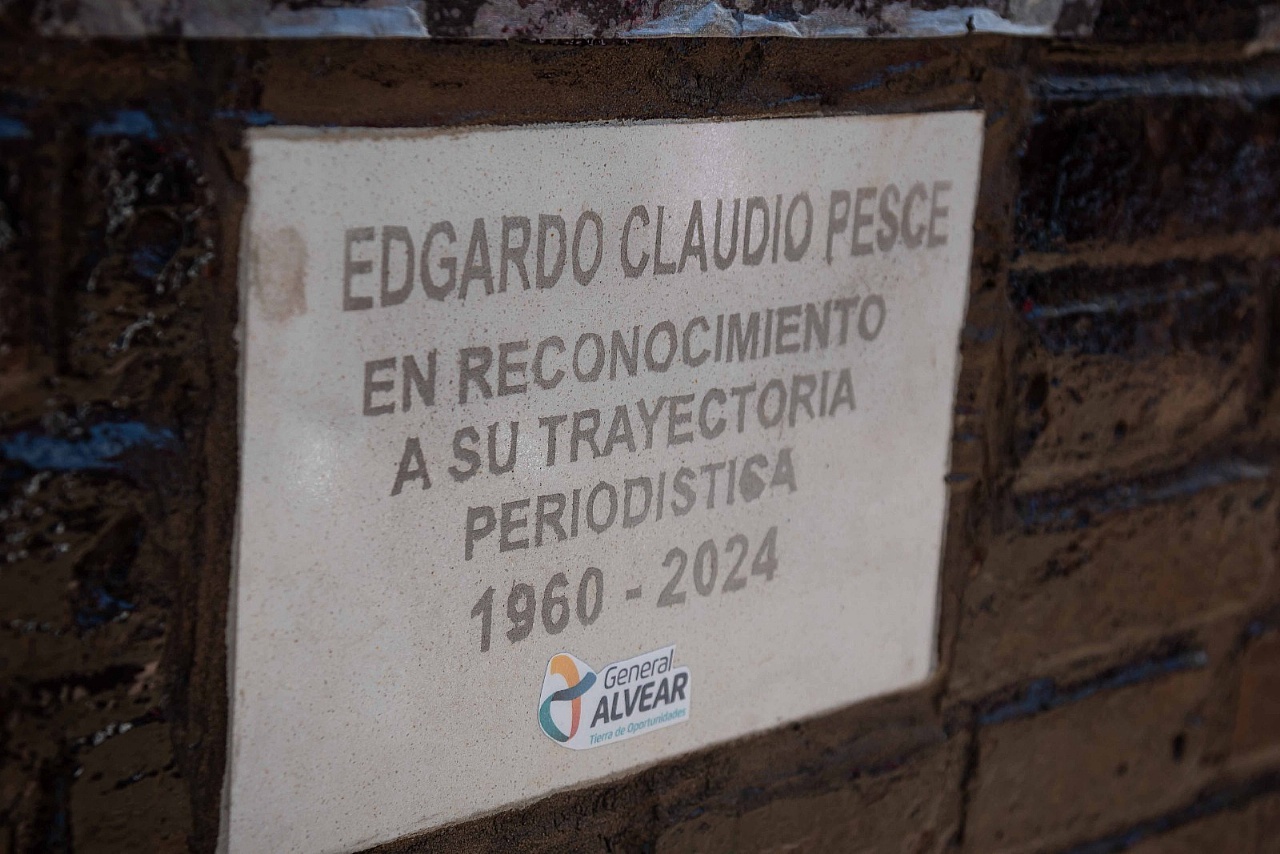 EDGARDO CLAUDIO PESCE
EN RECONOCIMIENTO
A SU TRAYECTORIA
PERIODISTICA
1960 - 2024
General
ALVEAR
Tierra de Oportunidades